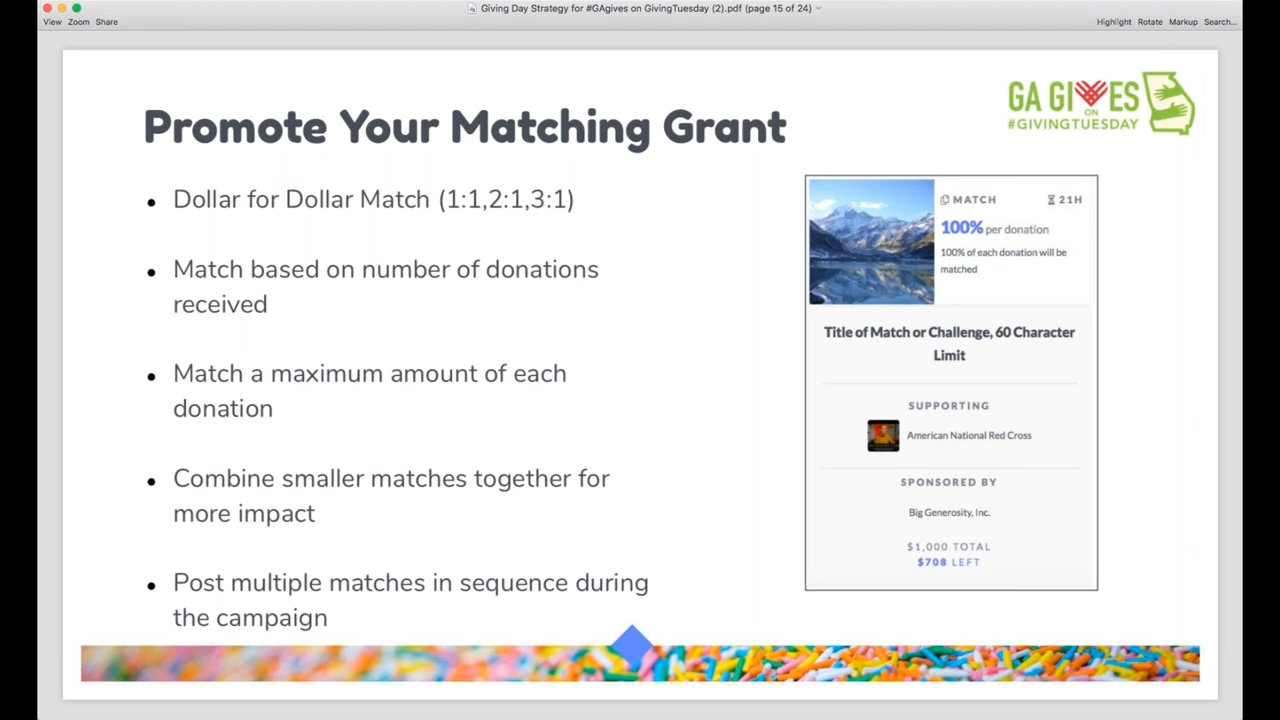 Giving Day Strategy for #GAgives on GivingTuesday (2).pdf (page 15 of 24)
View Zoom Share
Highlight Rotate Markup Search...
GA GIVES
ON
#GIVINGTUESDAY
Promote Your Matching Grant
• Dollar for Dollar Match (1:1,2:1,3:1)
• Match based on number of donations
received
• Match a maximum amount of each
donation
• Combine smaller matches together for
more impact
• Post multiple matches in sequence during
the campaign
MATCH 21H
100% per donation
100% of each donation will be
matched
Title of Match or Challenge, 60 Character
Limit
SUPPORTING
American National Red Cross
SPONSORED BY
Big Generosity, Inc.
$1,000 TOTAL
$708 LEFT